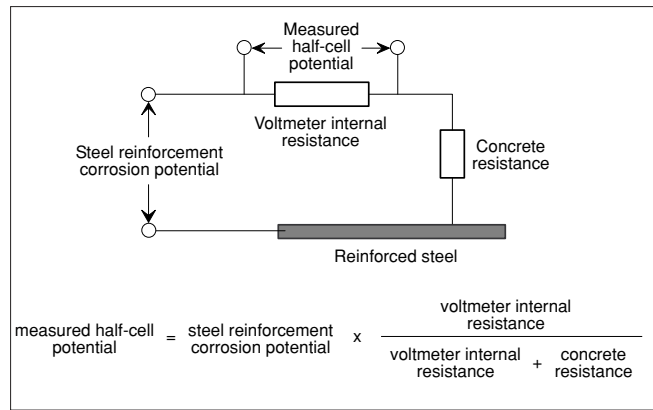 Measured
half-cell
potential
Voltmeter internal
resistance
Steel reinforcement
corrosion potential
Concrete
resistance
Reinforced steel
measured half-cell
potential
=
steel reinforcement
corrosion potential
x
voltmeter internal
resistance
voltmeter internal
resistance
+
concrete
resistance